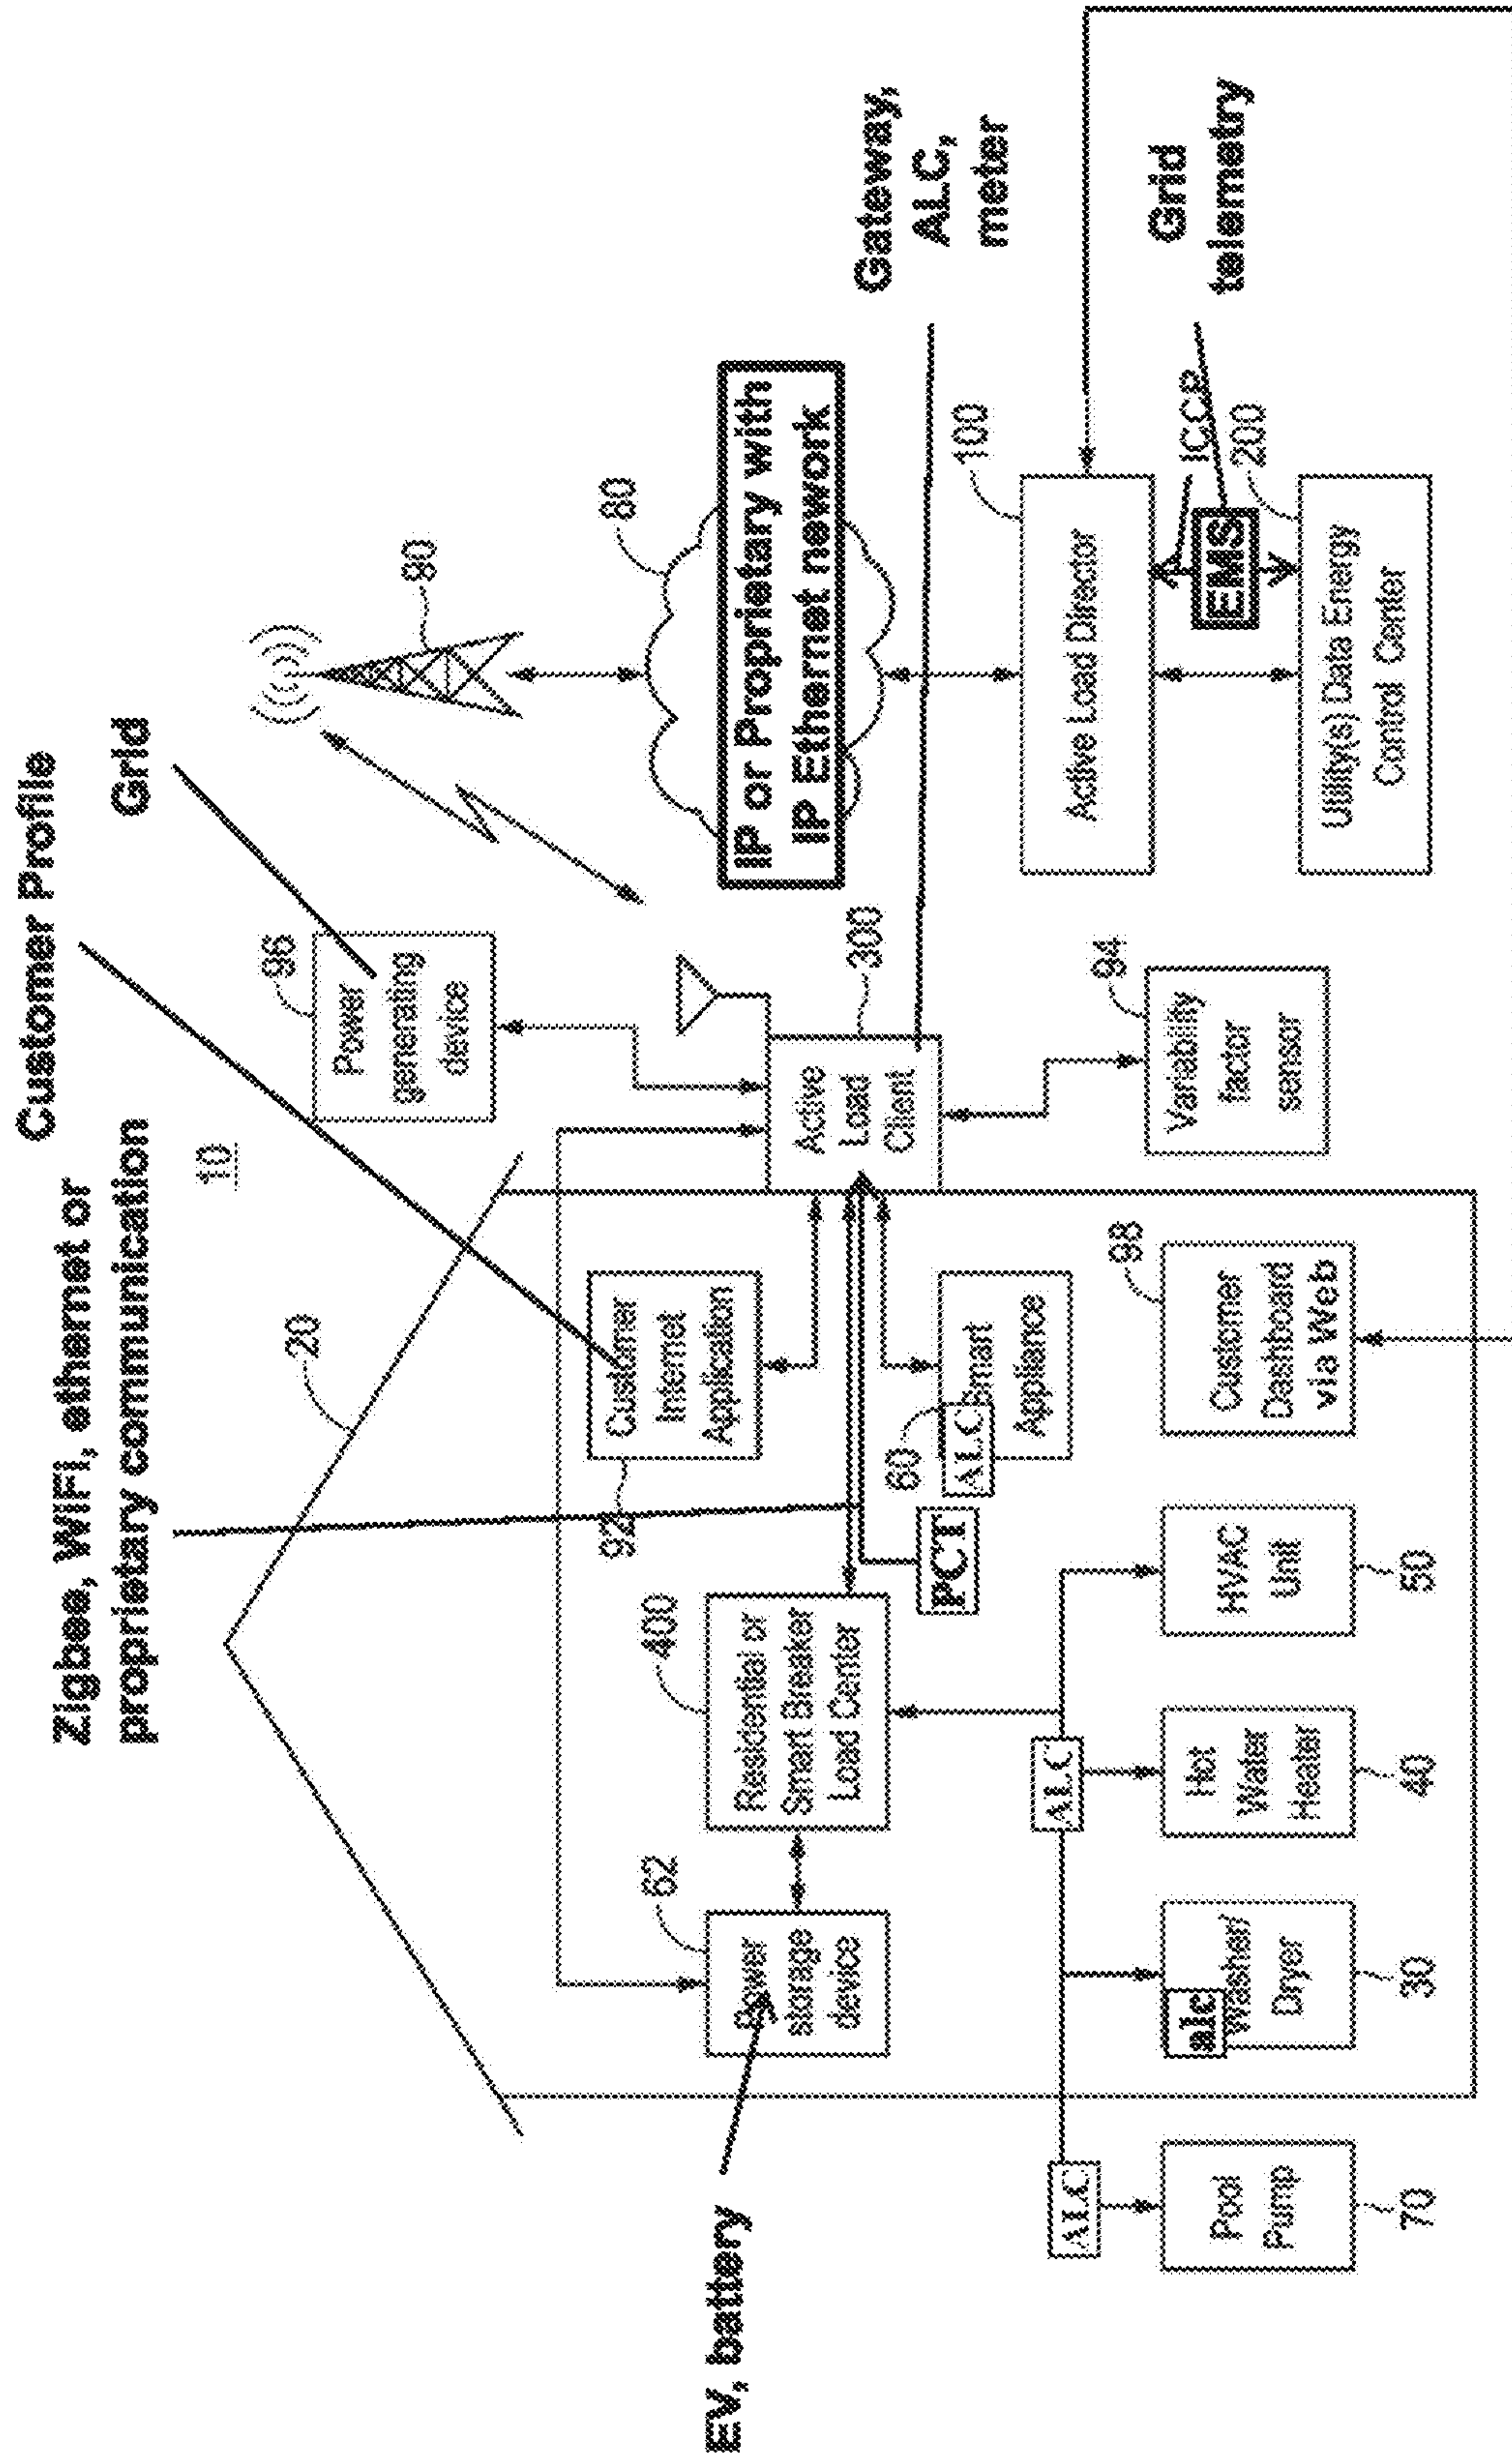 Customer Profile
Grid
Zigbee, WiFi, ethernet or
proprietary communication
10
20
90
80
96
Power
generating
device
IP or Proprietary with
IP Ethernet network
Gateway,
ALC,
meter
Grid
telemetry
300
Active
Load
Client
100
Active Load Director
ICCP
EMS
200
Utility(s) Data Energy
Control Center
94
Variability
factor
sensor
92
Customer
Internet
Application
60
ALC
Smart
Appliance
98
Customer
Dashboard
via Web
PCT
400
Residential or
Smart Breaker
Load Center
62
Power
storage
device
EV, battery
ALC
HVAC
Unit
50
Hot
Water
Heater
40
alc
Washer/
Dryer
30
ALC
Pool
Pump
70